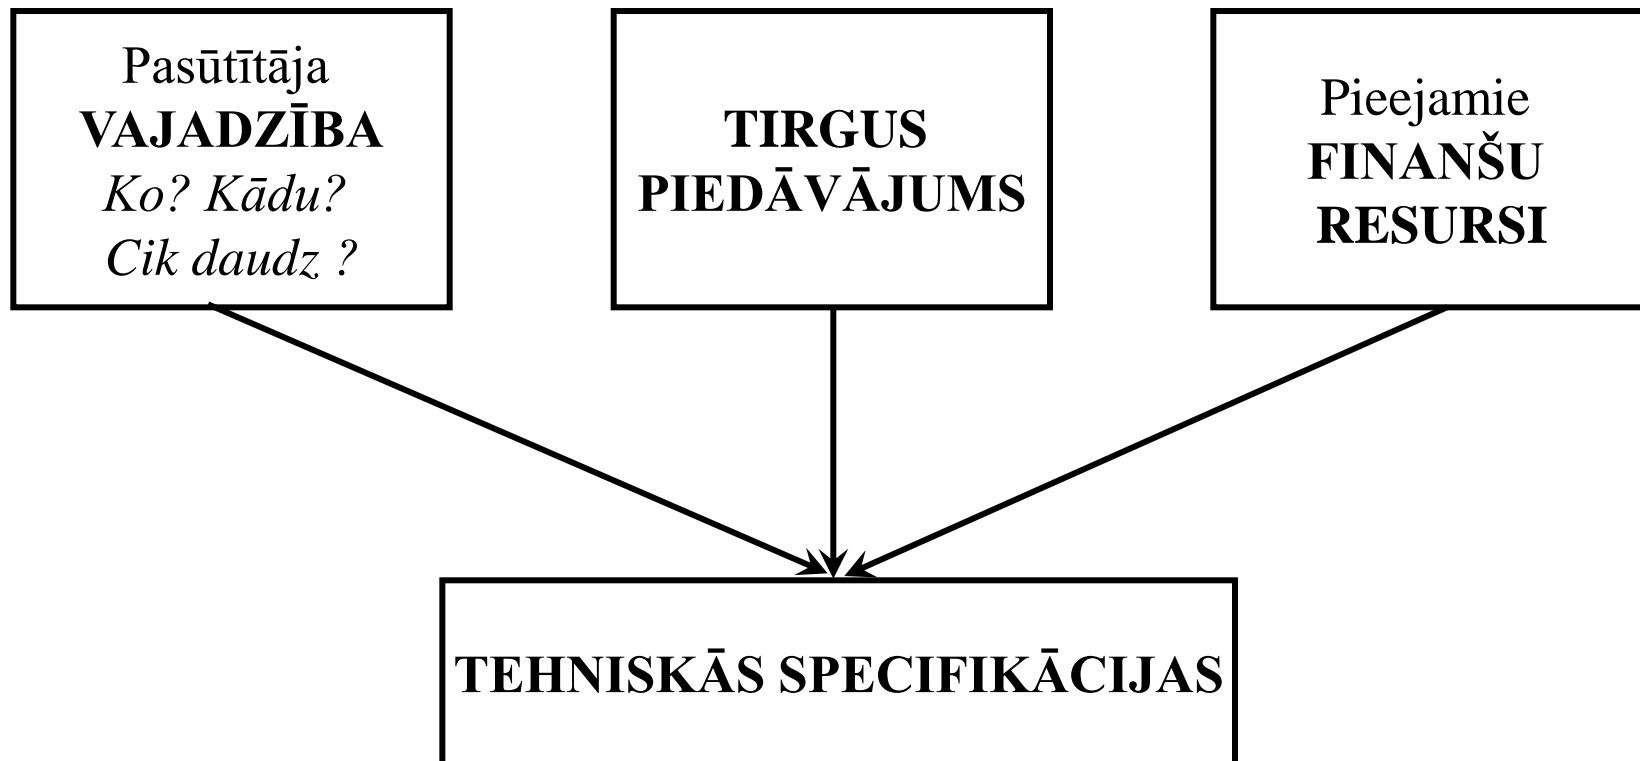 Pasūtītāja
VAJADZĪBA
Ko? Kādu?
Cik daudz ?
TIRGUS
PIEDĀVĀJUMS
Pieejamie
FINANŠU
RESURSI
TEHNISKĀS SPECIFIKĀCIJAS